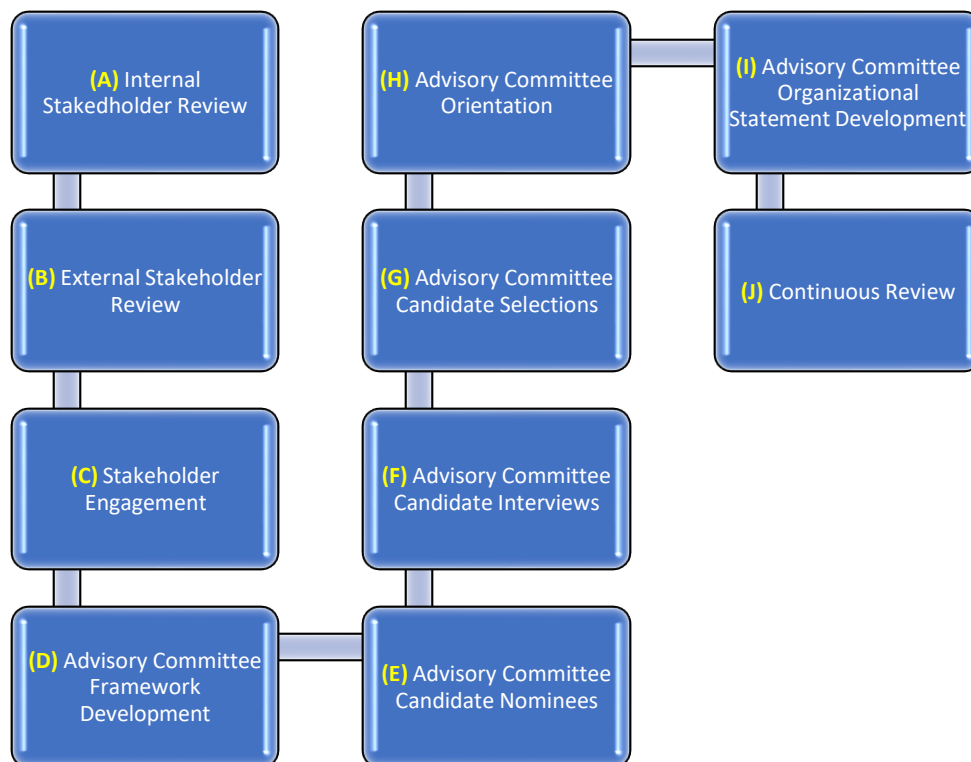 (A) Internal
Stakedholder Review
(B) External Stakeholder
Review
(C) Stakeholder
Engagement
(D) Advisory Committee
Framework
Development
(E) Advisory Committee
Candidate Nominees
(F) Advisory Committee
Candidate Interviews
(G) Advisory Committee
Candidate Selections
(H) Advisory Committee
Orientation
(I) Advisory Committee
Organizational
Statement Development
(J) Continuous Review